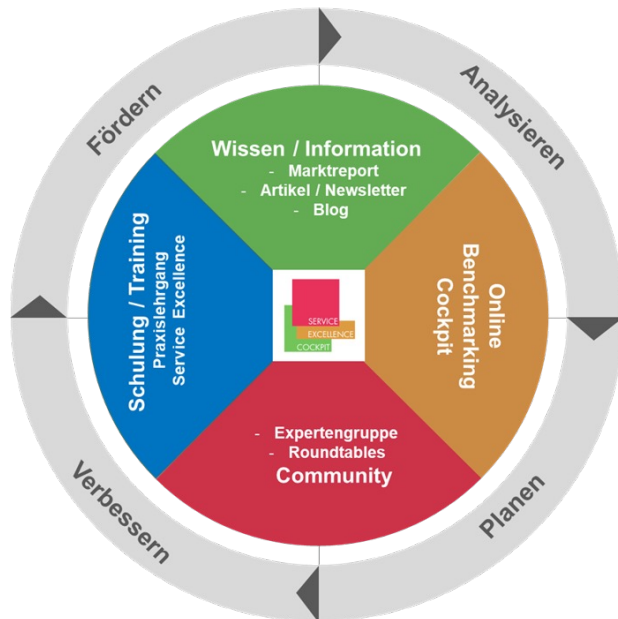 Fördern
Analysieren
Wissen / Information
- Marktreport
- Artikel / Newsletter
- Blog
Schulung / Training
Praxislehrgang
Service Excellence
Online
Benchmarking
Cockpit
SERVICE
EXCELLENCE
COCKPIT
- Expertengruppe
- Roundtables
Community
Verbessern
Planen